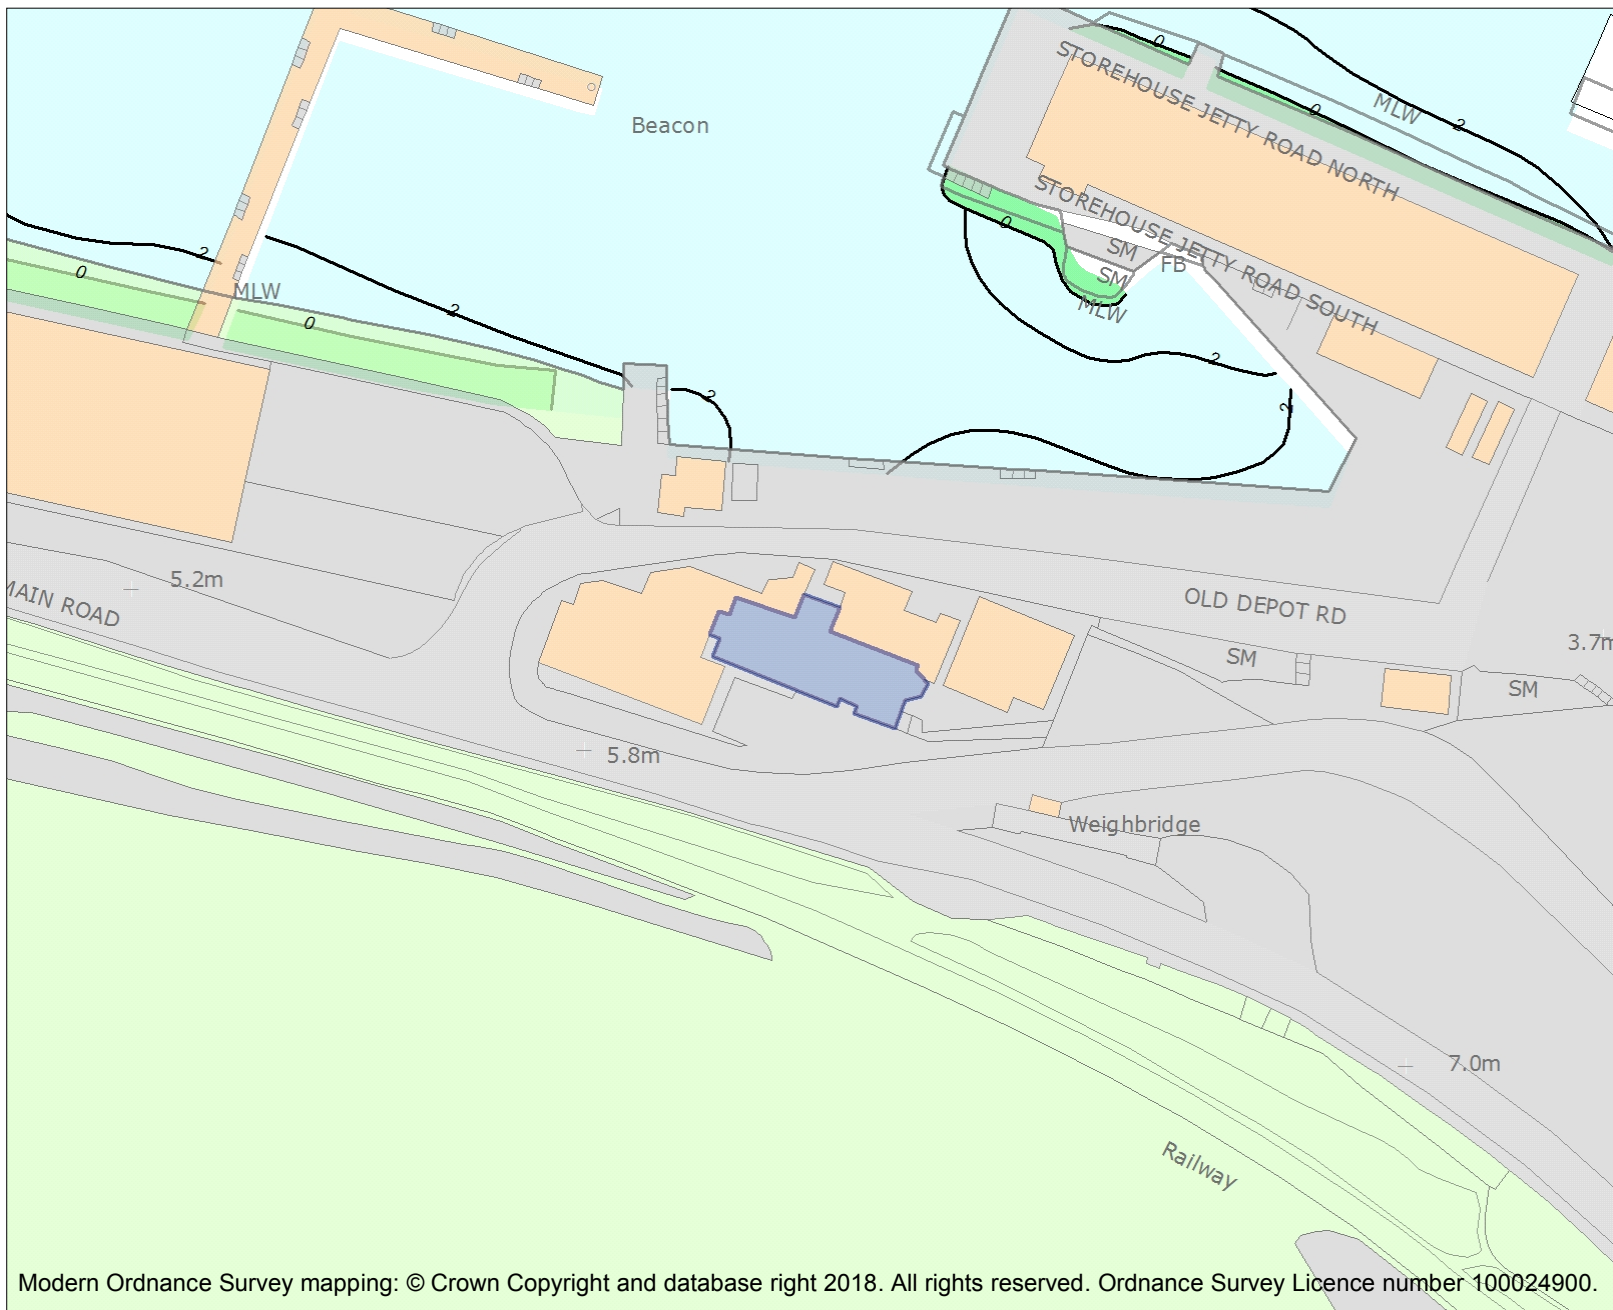 0
STOREHOUSE JETTY ROAD NORTH
0
MLW
2
Beacon
STOREHOUSE JETTY ROAD SOUTH
0
SM
FB
SM
MLW
2
0
MLW
2
0
2
2
2
2
5.2m
MAIN ROAD
OLD DEPOT RD
3.7m
SM
SM
5.8m
Weighbridge
7.0m
Railway
Modern Ordnance Survey mapping: © Crown Copyright and database right 2018. All rights reserved. Ordnance Survey Licence number 100024900.